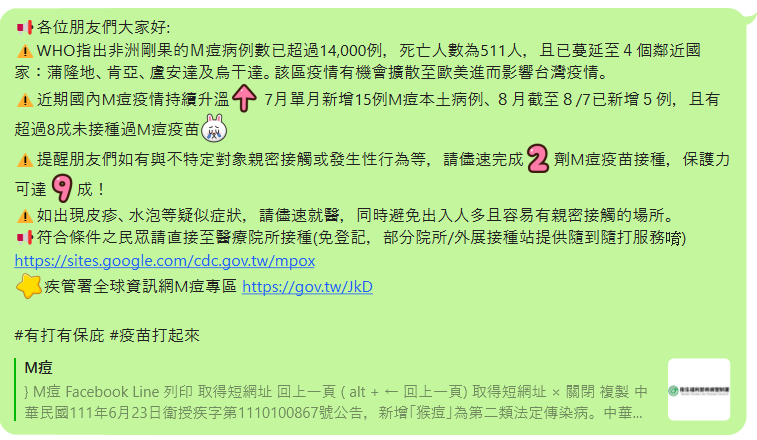 各位朋友們大家好:
WHO指出非洲剛果的M痘病例數已超過14,000例，死亡人數為511人，且已蔓延至４個鄰近國
家：蒲隆地、肯亞、盧安達及烏干達。該區疫情有機會擴散至歐美進而影響台灣疫情。
近期國內M痘疫情持續升溫 7月單月新增15例M痘本土病例、８月截至８/7已新增５例，且有
超過8成未接種過M痘疫苗
提醒朋友們如有與不特定對象親密接觸或發生性行為等，請儘速完成2劑M痘疫苗接種，保護力
可達9成！
如出現皮疹、水泡等疑似症狀，請儘速就醫，同時避免出入人多且容易有親密接觸的場所。
符合條件之民眾請直接至醫療院所接種(免登記，部分院所/外展接種站提供隨到隨打服務唷)
https://sites.google.com/cdc.gov.tw/mpox
疾管署全球資訊網M痘專區 https://gov.tw/JkD
#有打有保庇 #疫苗打起來
M痘
} M痘 Facebook Line 列印 取得短網址 回上一頁 ( alt + ← 回上一頁) 取得短網址 × 關閉 複製 中
華民國111年6月23日衛授疾字第1110100867號公告，新增「猴痘」為第二類法定傳染病。中華...